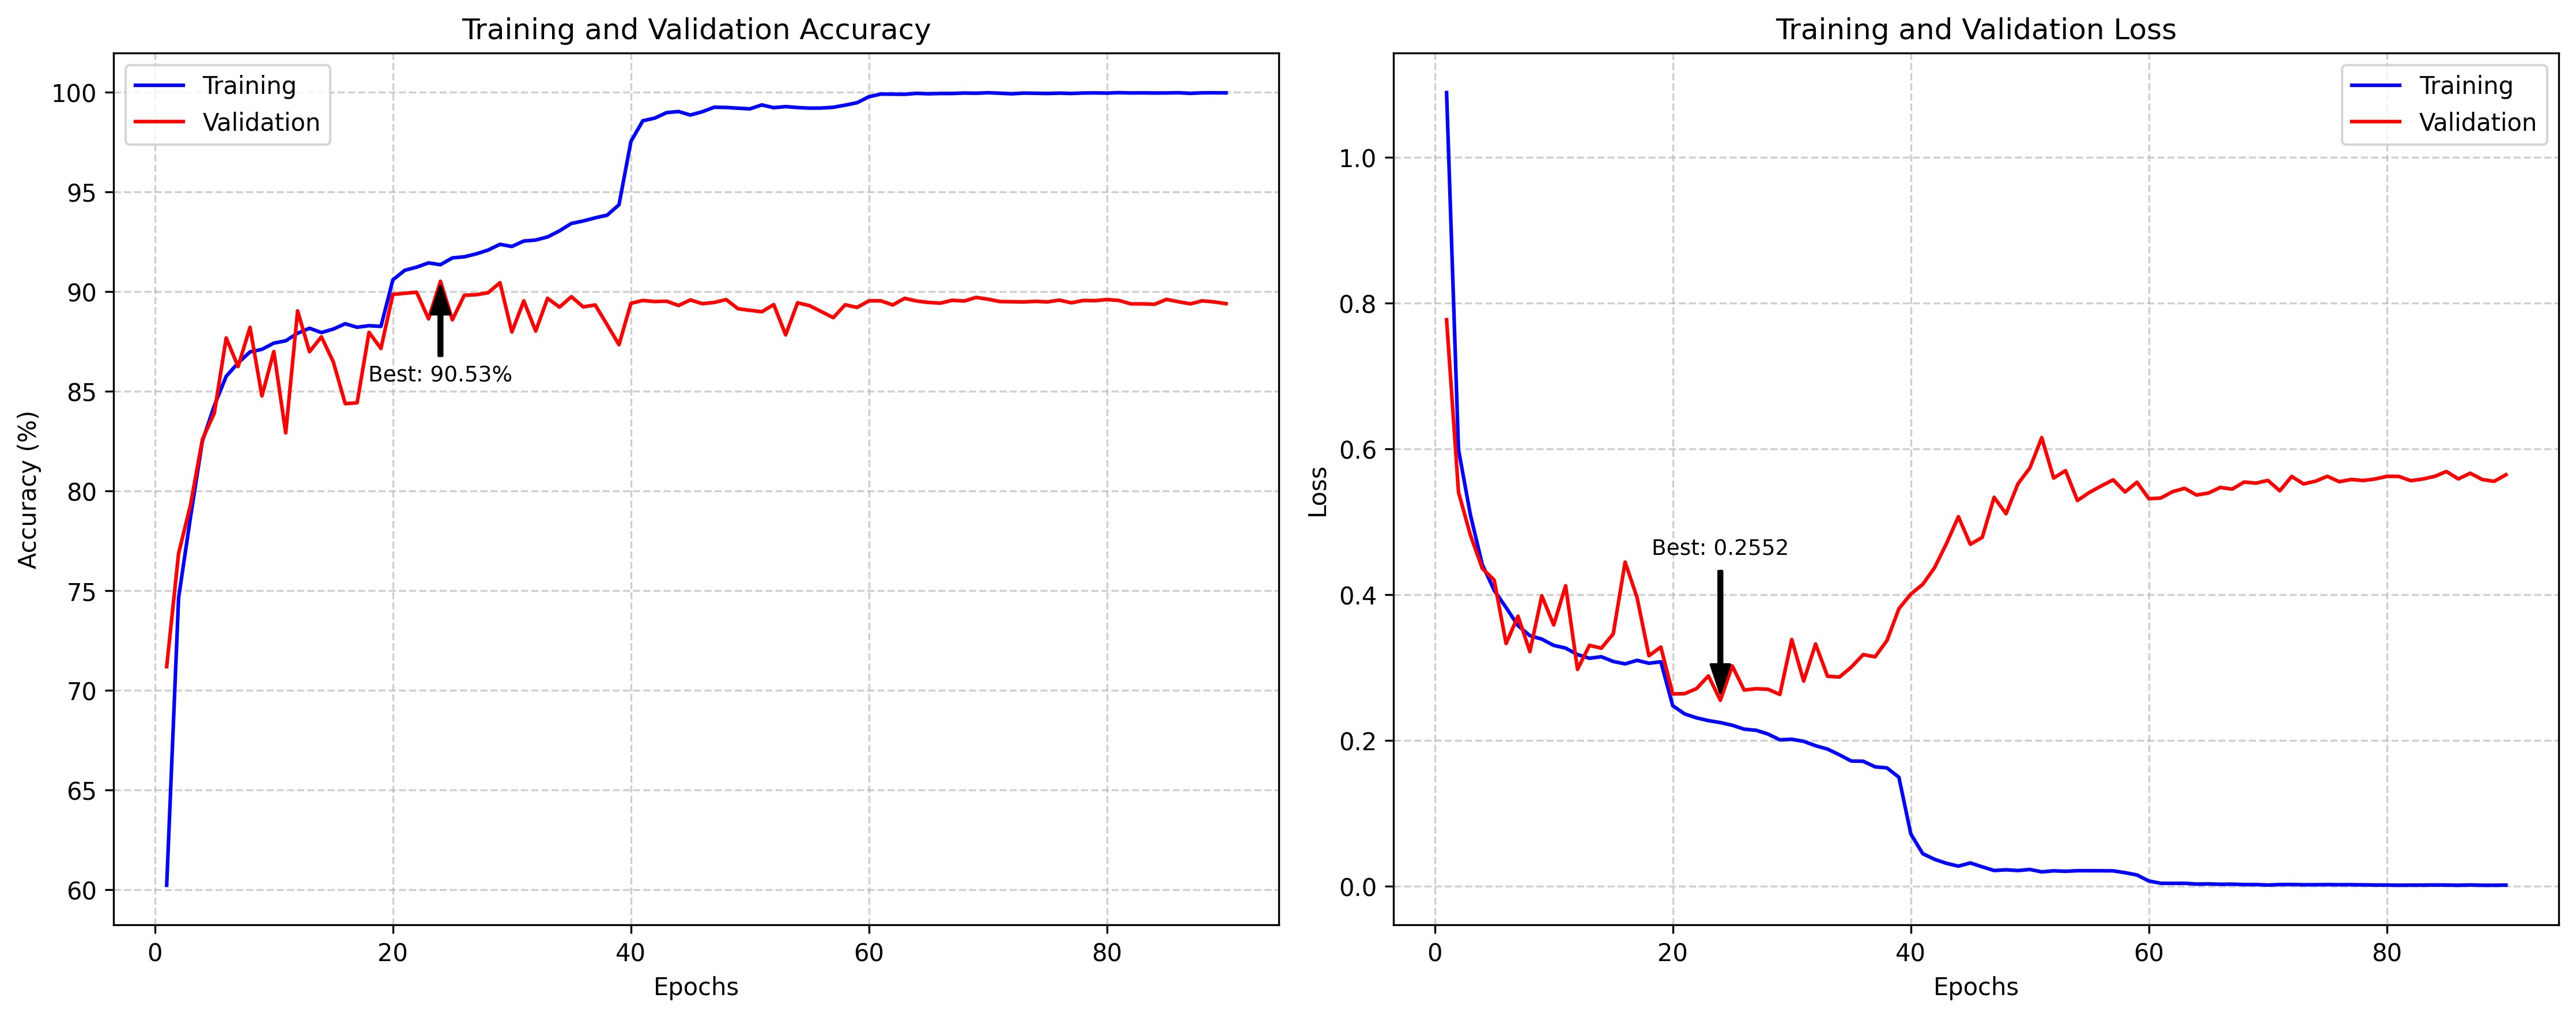 Training and Validation Accuracy
Training
Validation
100
95
90
85
80
75
70
65
60
Accuracy (%)
Best: 90.53%
0
20
40
60
80
Epochs
Training and Validation Loss
Training
Validation
1.0
0.8
0.6
0.4
0.2
0.0
Loss
Best: 0.2552
0
20
40
60
80
Epochs